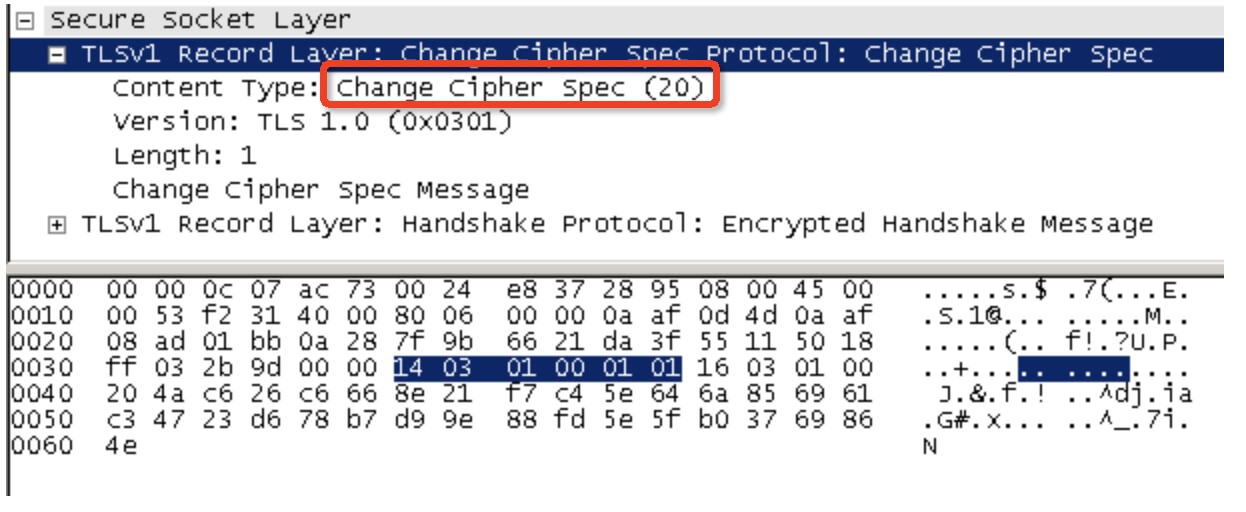 Secure Socket Layer
TLSv1 Record Layer: Change Cipher Spec Protocol: Change Cipher Spec
Content Type: Change Cipher Spec (20)
Version: TLS 1.0 (0x0301)
Length: 1
Change Cipher Spec Message
TLSv1 Record Layer: Handshake Protocol: Encrypted Handshake Message
0000 00 00 0c 07 ac 73 00 24 e8 37 28 95 08 00 45 00 .....s.$ .7(...E.
0010 00 53 f2 31 40 00 80 06 00 00 0a af 0d 4d 0a af .S.1@... .....M..
0020 08 ad 01 bb 0a 28 7f 9b 66 21 da 3f 55 11 50 18 .....(.. f!.?U.P.
0030 ff 03 2b 9d 00 00 14 03 01 00 01 01 16 03 01 00 ..+..... ........
0040 20 4a c6 26 c6 66 8e 21 f7 c4 5e 64 6a 85 69 61 J.&.f.! ..^dj.ia
0050 c3 47 23 d6 78 b7 d9 9e 88 fd 5e 5f b0 37 69 86 .G#.x... ..^_.7i.
0060 4e N